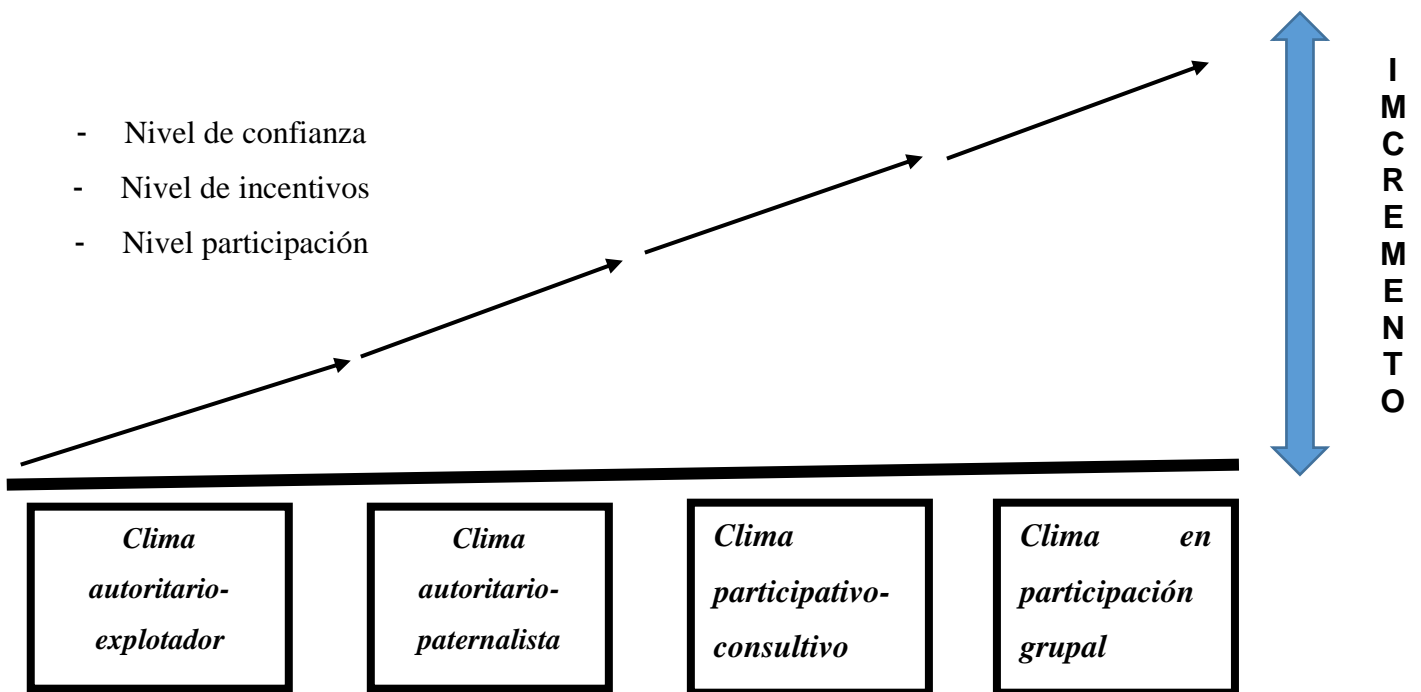 - Nivel de confianza
- Nivel de incentivos
- Nivel participación
I
M
C
R
E
M
E
N
T
O
Clima
autoritario-
explotador
Clima
autoritario-
paternalista
Clima
participativo-
consultivo
Clima en
participación
grupal